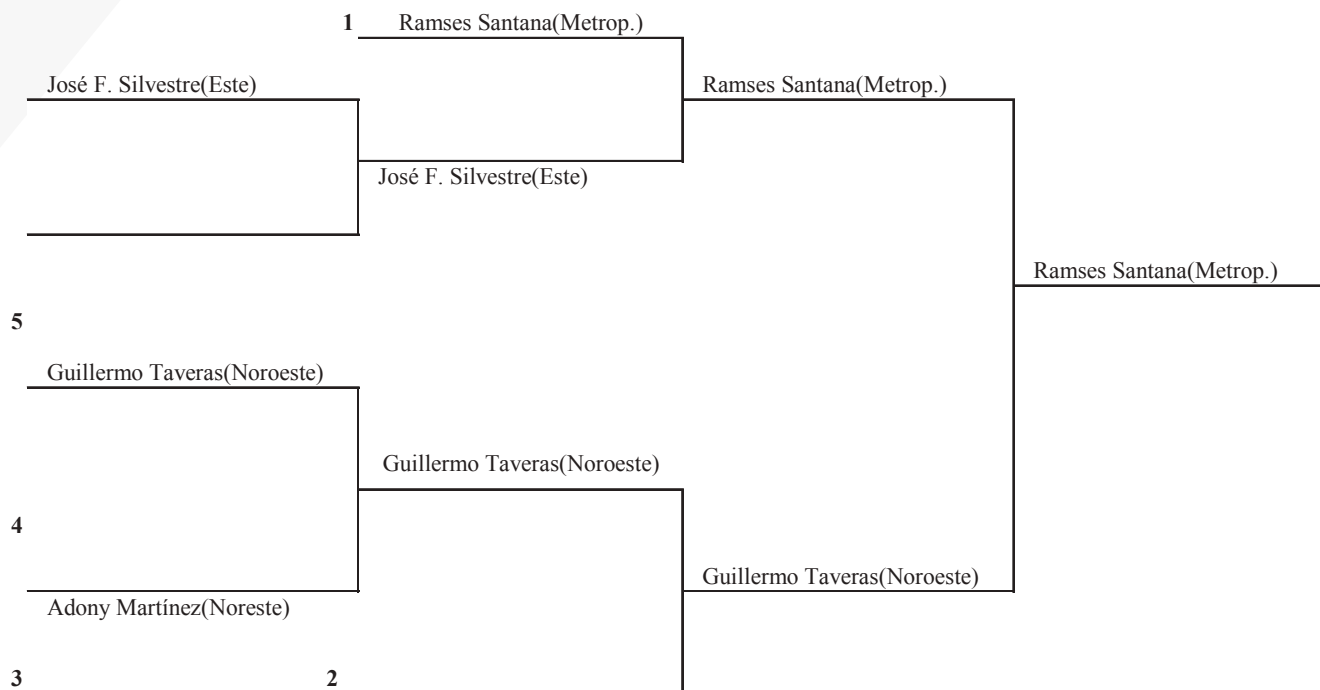 1 Ramses Santana(Metrop.)
José F. Silvestre(Este)
Ramses Santana(Metrop.)
José F. Silvestre(Este)
Ramses Santana(Metrop.)
5
Guillermo Taveras(Noroeste)
Guillermo Taveras(Noroeste)
4
Guillermo Taveras(Noroeste)
Adony Martínez(Noreste)
3 2